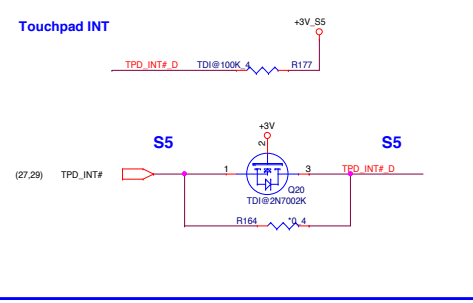 Touchpad INT
+3V_S5
TPD_INT#_D TDI@100K_4 R177
+3V
S5 S5
2
(27,29) TPD_INT# 1 3 TPD_INT#_D
Q20
TDI@2N7002K
R164 *0_4